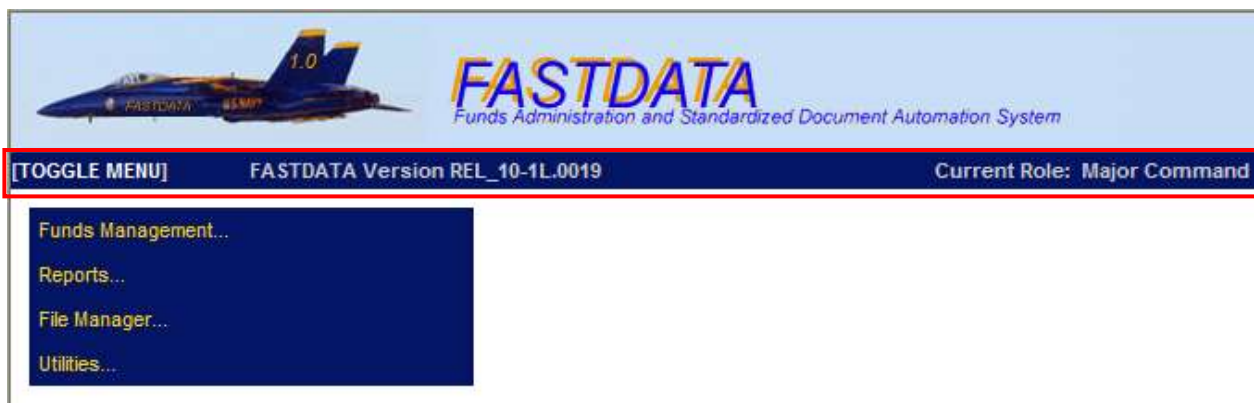 1.0
FASTDATA
FASTDATA U.S. NAVY
Funds Administration and Standardized Document Automation System
[TOGGLE MENU] FASTDATA Version REL_10-1L.0019 Current Role: Major Command
Funds Management...
Reports...
File Manager...
Utilities...